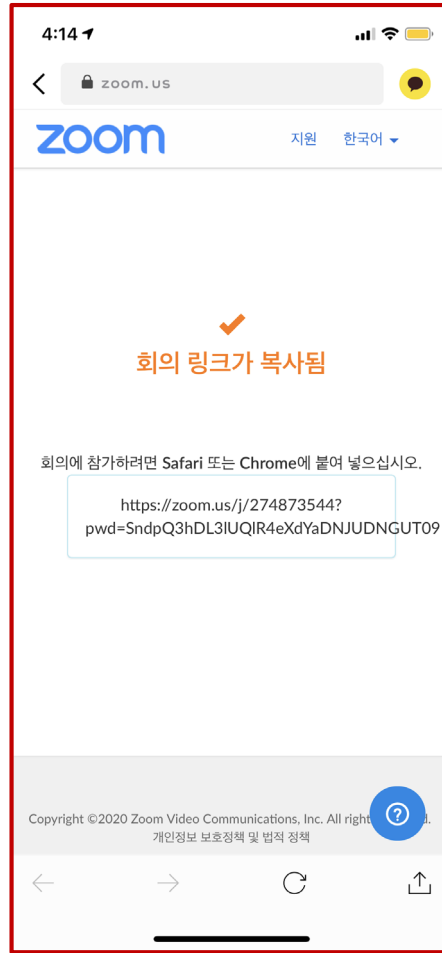 4:14
zoom.us
zoom
지원 한국어
회의 링크가 복사됨
회의에 참가하려면 Safari 또는 Chrome에 붙여 넣으십시오.
https://zoom.us/j/274873544?
pwd=SndpQ3hDL3lUQlR4eXdYaDNJUDNGUT09
Copyright ©2020 Zoom Video Communications, Inc. All right
개인정보 보호정책 및 법적 정책